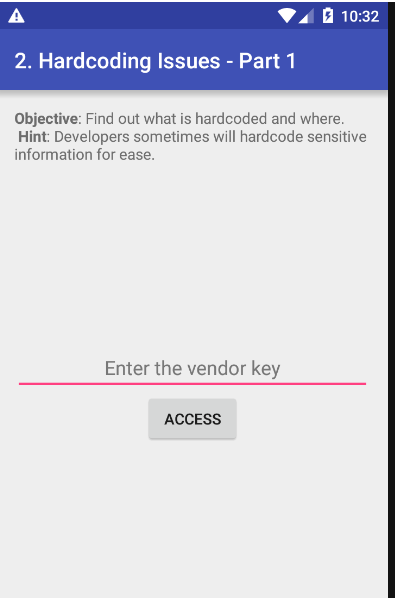 10:32
2. Hardcoding Issues - Part 1
Objective: Find out what is hardcoded and where.
Hint: Developers sometimes will hardcode sensitive
information for ease.
Enter the vendor key
ACCESS